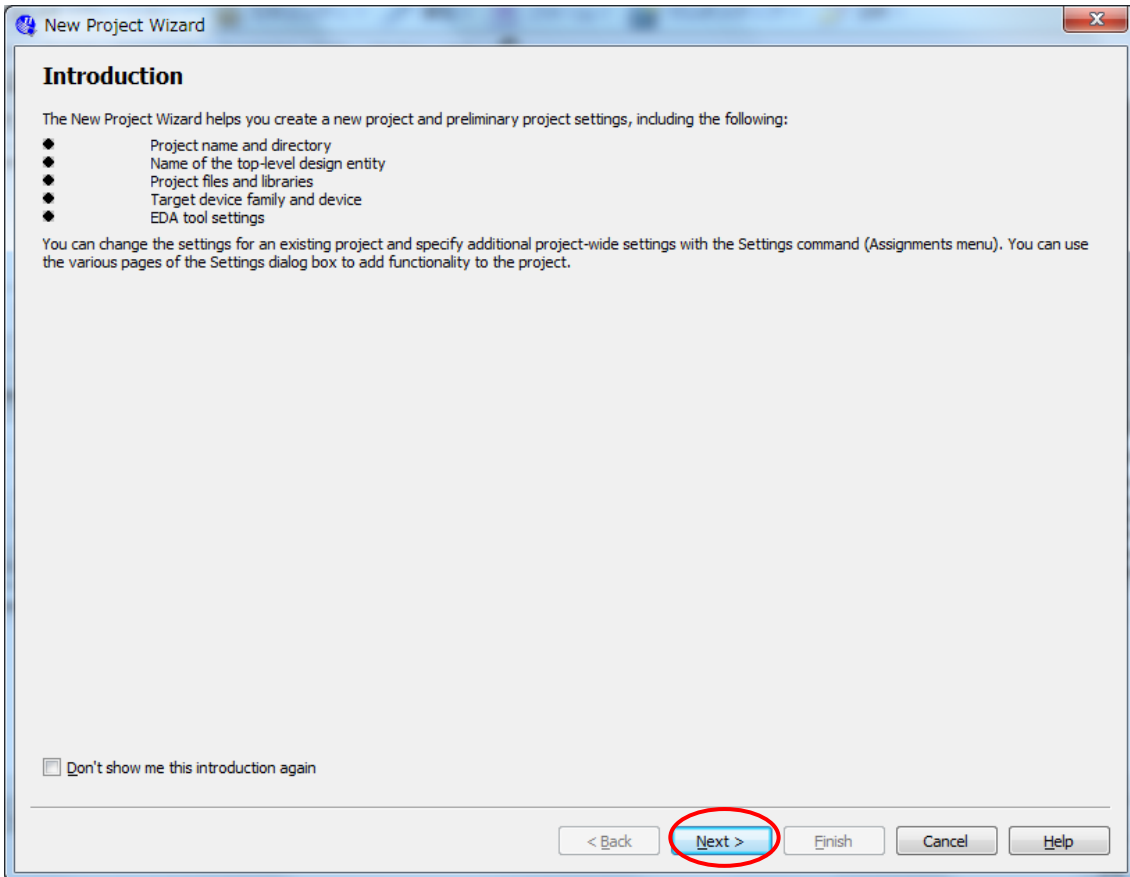 New Project Wizard
Introduction
The New Project Wizard helps you create a new project and preliminary project settings, including the following:
Project name and directory
Name of the top-level design entity
Project files and libraries
Target device family and device
EDA tool settings
You can change the settings for an existing project and specify additional project-wide settings with the Settings command (Assignments menu). You can use
the various pages of the Settings dialog box to add functionality to the project.
Don't show me this introduction again
< Back Next > Finish Cancel Help